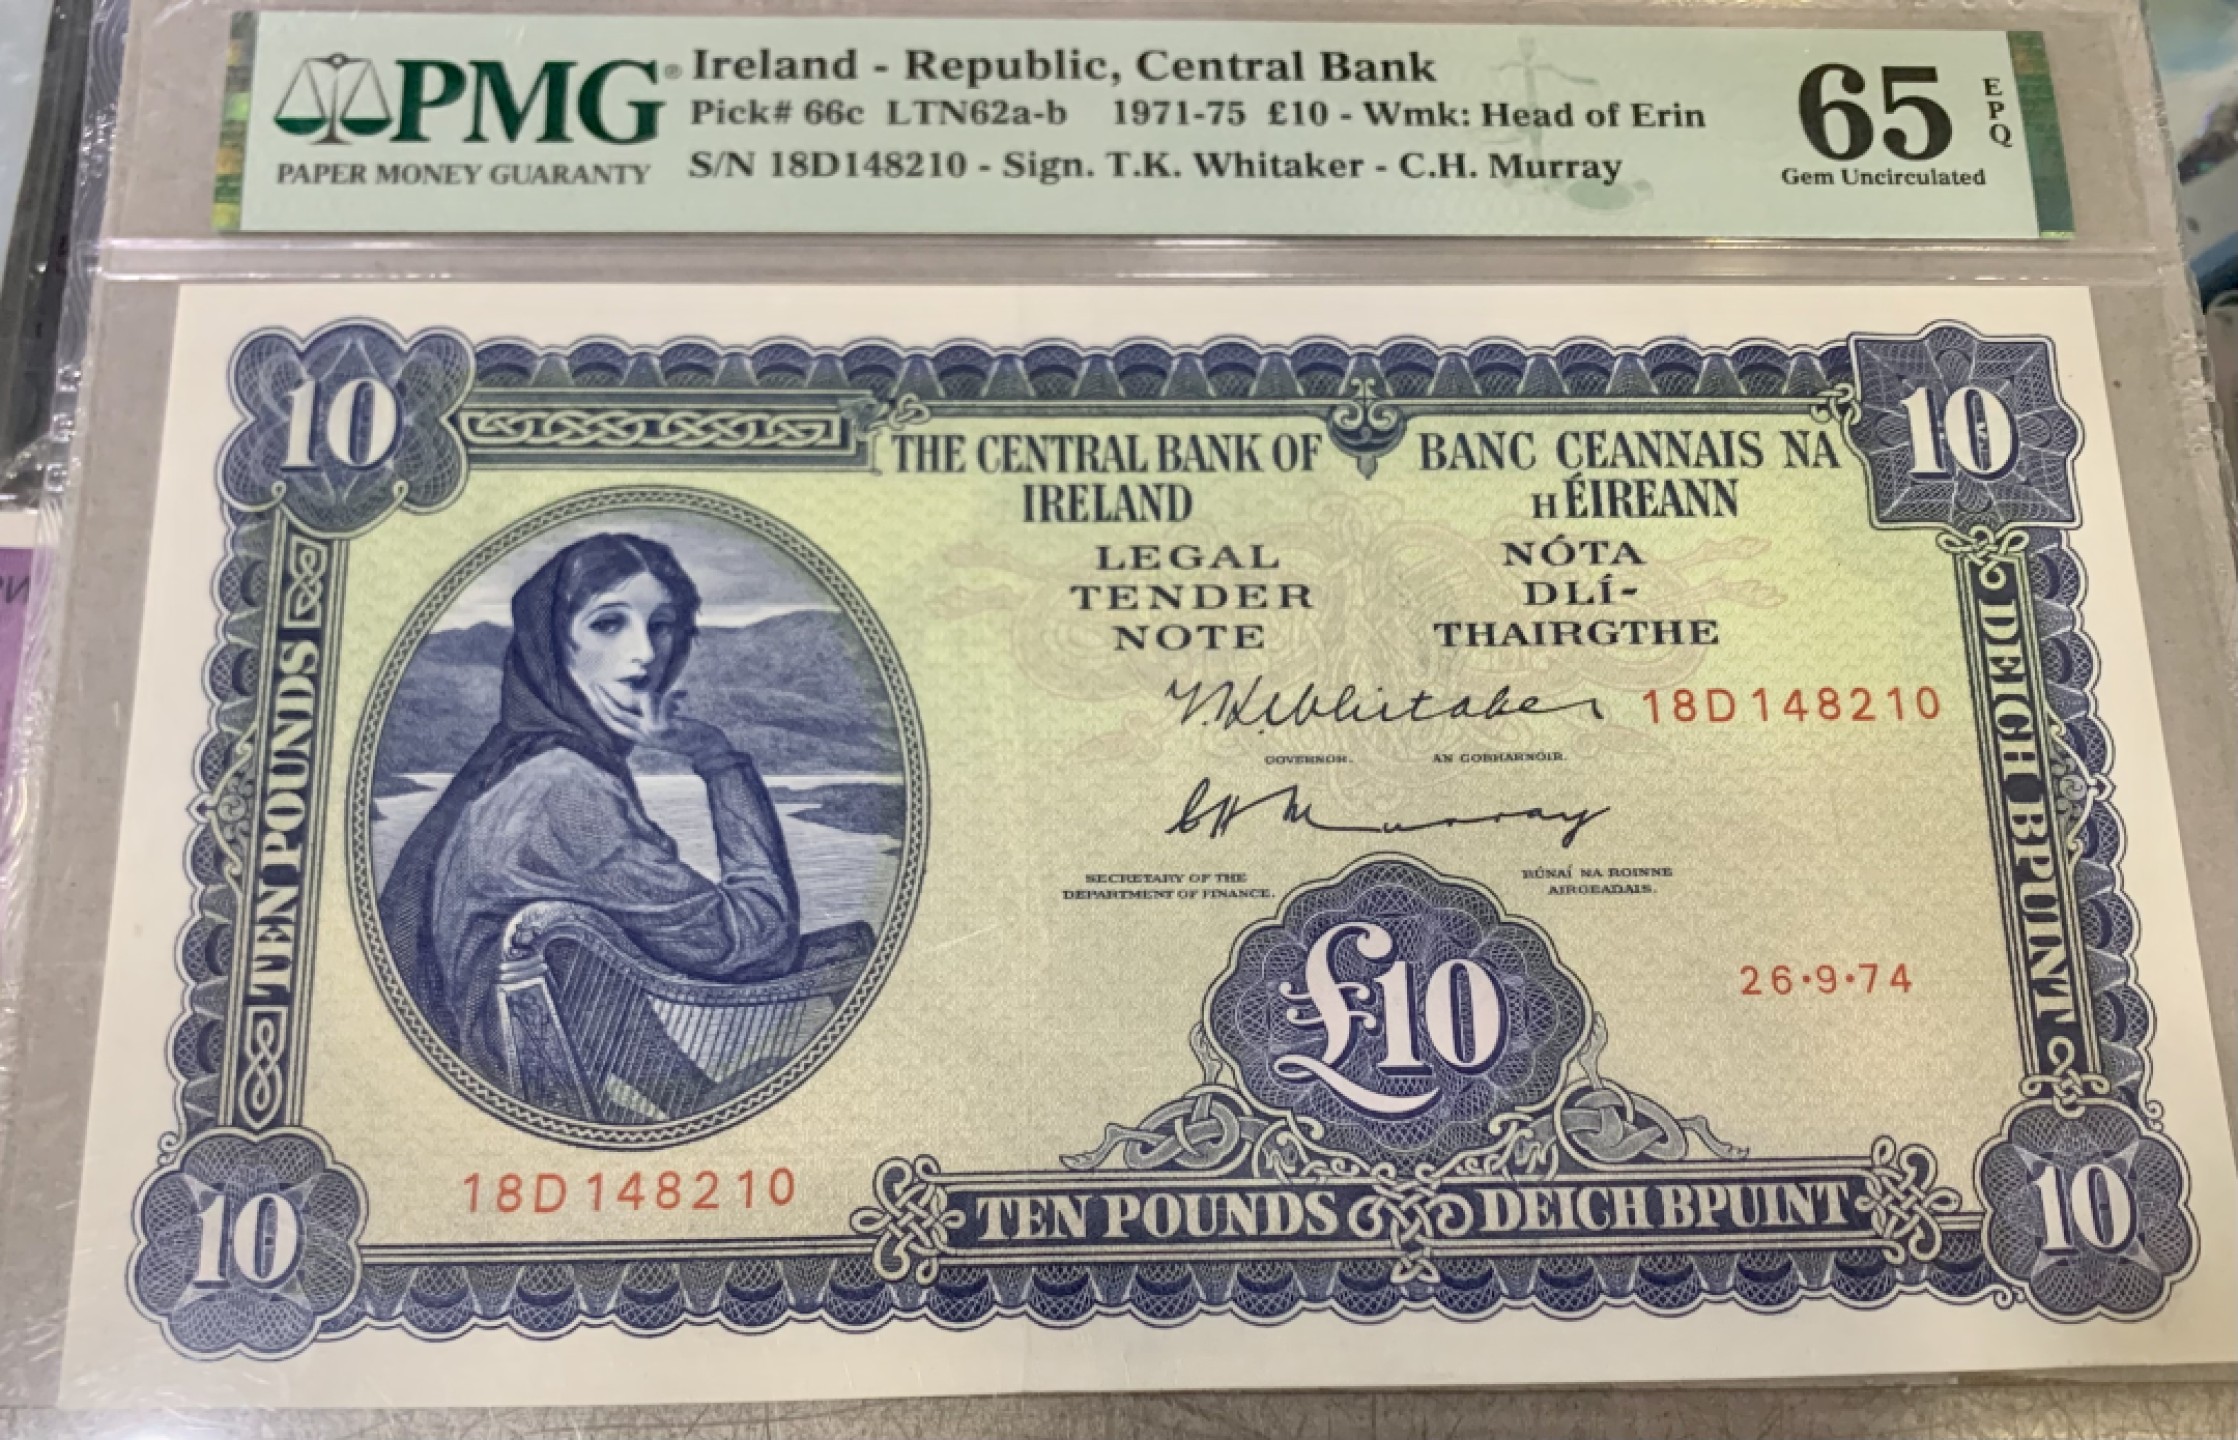 PMG®
PAPER MONEY GUARANTY
Ireland - Republic, Central Bank
Pick# 66c LTN62a-b 1971-75 £10 - Wmk: Head of Erin
S/N 18D148210 - Sign. T.K. Whitaker - C.H. Murray
65 EPQ
Gem Uncirculated
10
10
THE CENTRAL BANK OF
IRELAND
BANC CEANNAIS NA
hÉIREANN
LEGAL
TENDER
NOTE
NÓTA
DLÍ-
THAIRGTHE
T.K. Whitaker
18D148210
GOVERNOR. AN GOBHARNÓIR.
C H Murray
SECRETARY OF THE
DEPARTMENT OF FINANCE.
RÚNAÍ NA ROINNE
AIRGEADAIS.
TEN POUNDS
DEICH BPUINT
£10
26·9·74
18D148210
10
TEN POUNDS
DEICH BPUINT
10